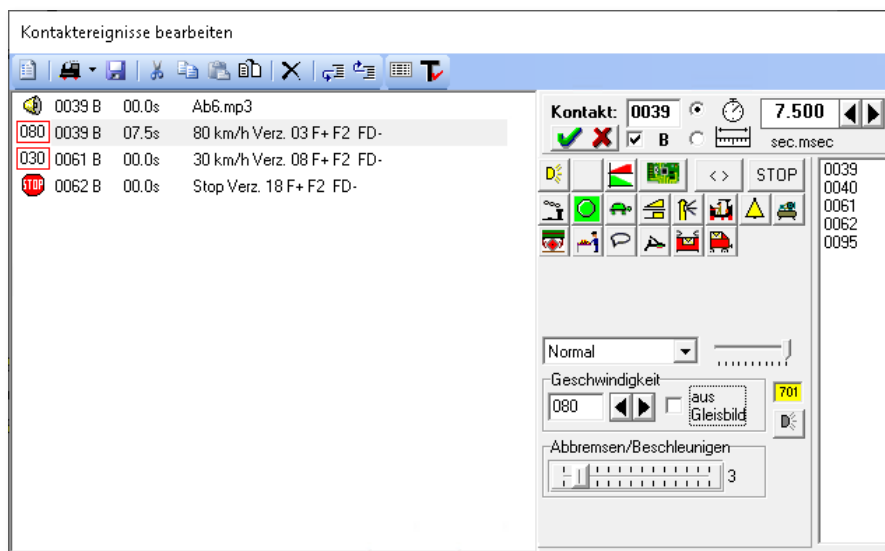 Kontaktereignisse bearbeiten
0039 B 00.0s Ab6.mp3
080 0039 B 07.5s 80 km/h Verz. 03 F+ F2 FD-
030 0061 B 00.0s 30 km/h Verz. 08 F+ F2 FD-
STOP 0062 B 00.0s Stop Verz. 18 F+ F2 FD-
Kontakt: 0039 7.500
B sec.msec
D < > STOP
0039
0040
0061
0062
0095
Normal
Geschwindigkeit
080 aus Gleisbild
701
D
Abbremsen/Beschleunigen
3